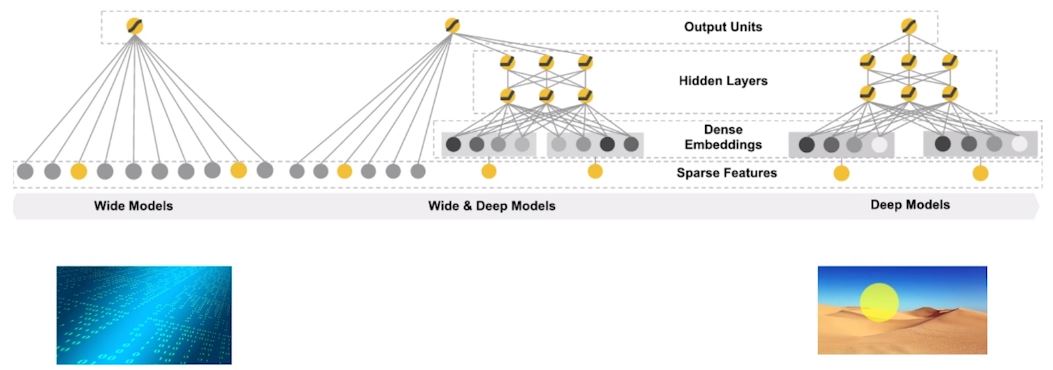 Output Units
Hidden Layers
Dense
Embeddings
Sparse Features
Wide Models
Wide & Deep Models
Deep Models